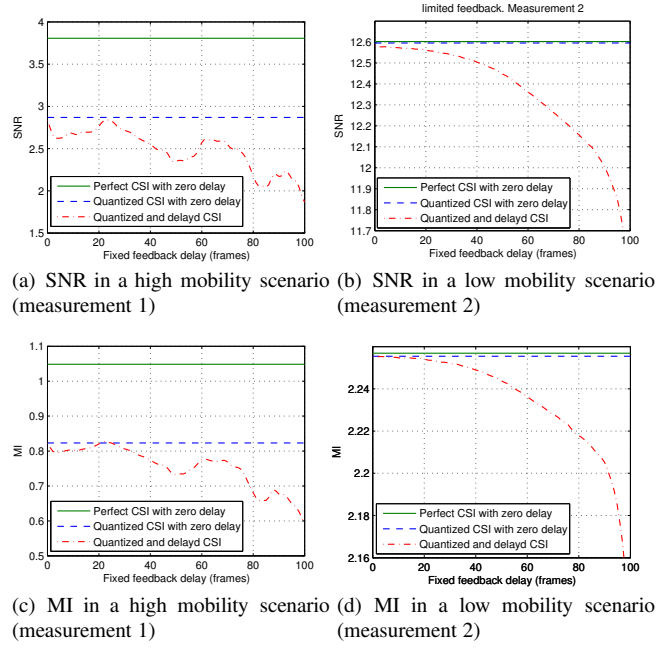 limited feedback. Measurement 2
4
3.5
3
2.5
2
1.5
SNR
0
20
40
60
80
100
Fixed feedback delay (frames)
Perfect CSI with zero delay
Quantized CSI with zero delay
Quantized and delayd CSI
12.6
12.5
12.4
12.3
12.2
12.1
12
11.9
11.8
11.7
SNR
0
20
40
60
80
100
Fixed feedback delay (frames)
Perfect CSI with zero delay
Quantized CSI with zero delay
Quantized and delayd CSI
(a) SNR in a high mobility scenario
(measurement 1)
(b) SNR in a low mobility scenario
(measurement 2)
1.1
1
0.9
0.8
0.7
0.6
0.5
MI
0
20
40
60
80
100
Fixed feedback delay (frames)
Perfect CSI with zero delay
Quantized CSI with zero delay
Quantized and delayd CSI
2.24
2.22
2.2
2.18
2.16
MI
0
20
40
60
80
100
Fixed feedback delay (frames)
Perfect CSI with zero delay
Quantized CSI with zero delay
Quantized and delayd CSI
(c) MI in a high mobility scenario
(measurement 1)
(d) MI in a low mobility scenario
(measurement 2)